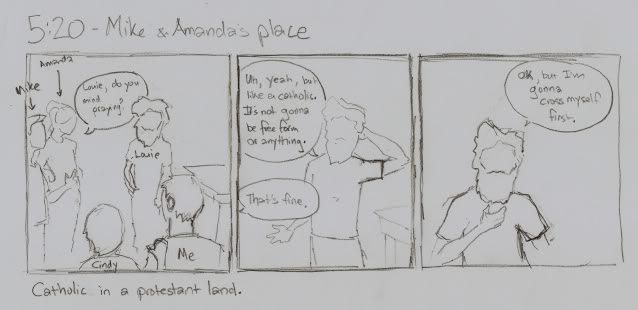 5:20 - Mike & Amanda's place
Amanda
Mike
Louie, do you
mind
praying?
Louie
Cindy
Me
Uh, yeah, but
like a catholic.
It's not gonna
be free form
or anything.
That's fine.
OK, but I'm
gonna
cross myself
first.
Catholic in a protestant land.